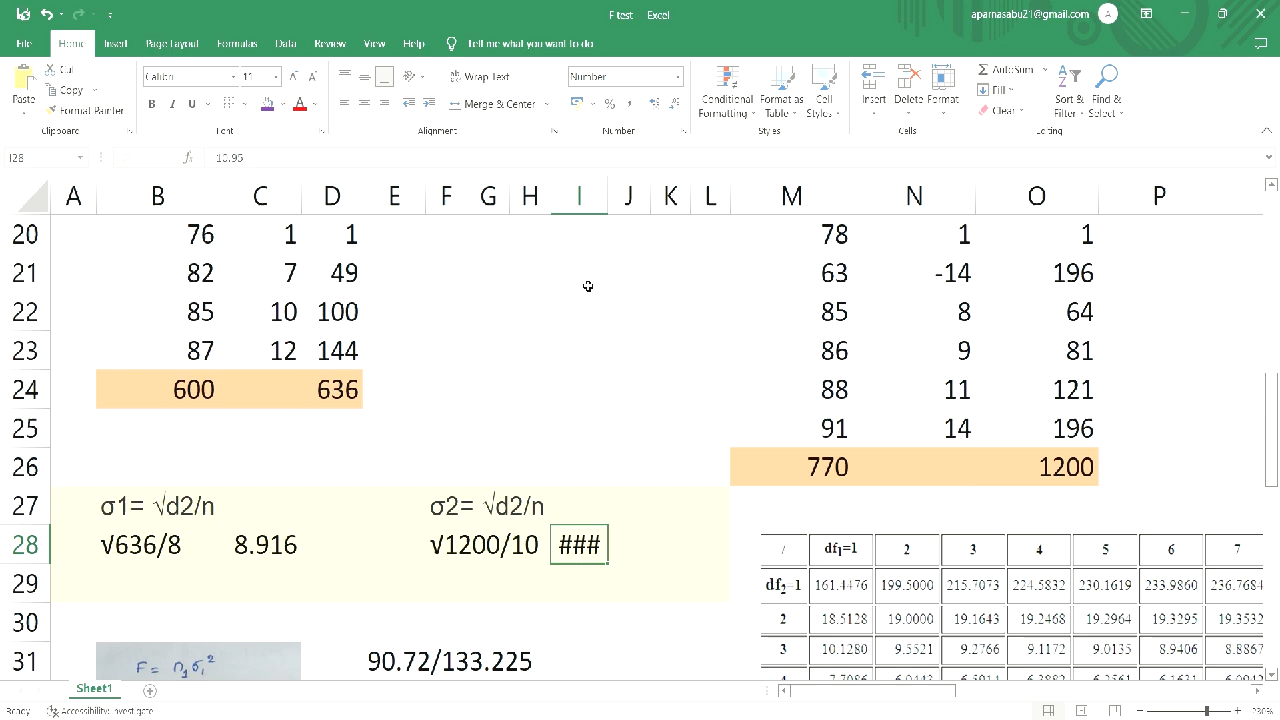 F test    Excel
aparnasabu21@gmail.com
A
File
Home
Insert
Page Layout
Formulas
Data
Review
View
Help
Tell me what you want to do
Paste
Cut
Copy
Format Painter
Clipboard
Calibri
11
B I U
Font
Wrap Text
Merge & Center
Alignment
Number
%
Number
Conditional Formatting
Format as Table
Cell Styles
Styles
Insert
Delete
Format
Cells
AutoSum
Fill
Clear
Sort & Filter
Find & Select
Editing
I28
fx
10.95
A B C D E F G H I J K L M N O P
20 76 1 1 78 1 1
21 82 7 49 63 -14 196
22 85 10 100 85 8 64
23 87 12 144 86 9 81
24 600 636 88 11 121
25 91 14 196
26 770 1200
27 σ1= √d2/n σ2= √d2/n
28 √636/8 8.916 √1200/10 ###
29
30
31 F= n₁σ₁² 90.72/133.225
/ df1=1 2 3 4 5 6 7
df2=1 161.4476 199.5000 215.7073 224.5832 230.1619 233.9860 236.7684
2 18.5128 19.0000 19.1643 19.2468 19.2964 19.3295 19.3532
3 10.1280 9.5521 9.2766 9.1172 9.0135 8.9406 8.8867
Sheet1
Ready
Accessibility: Investigate
230%